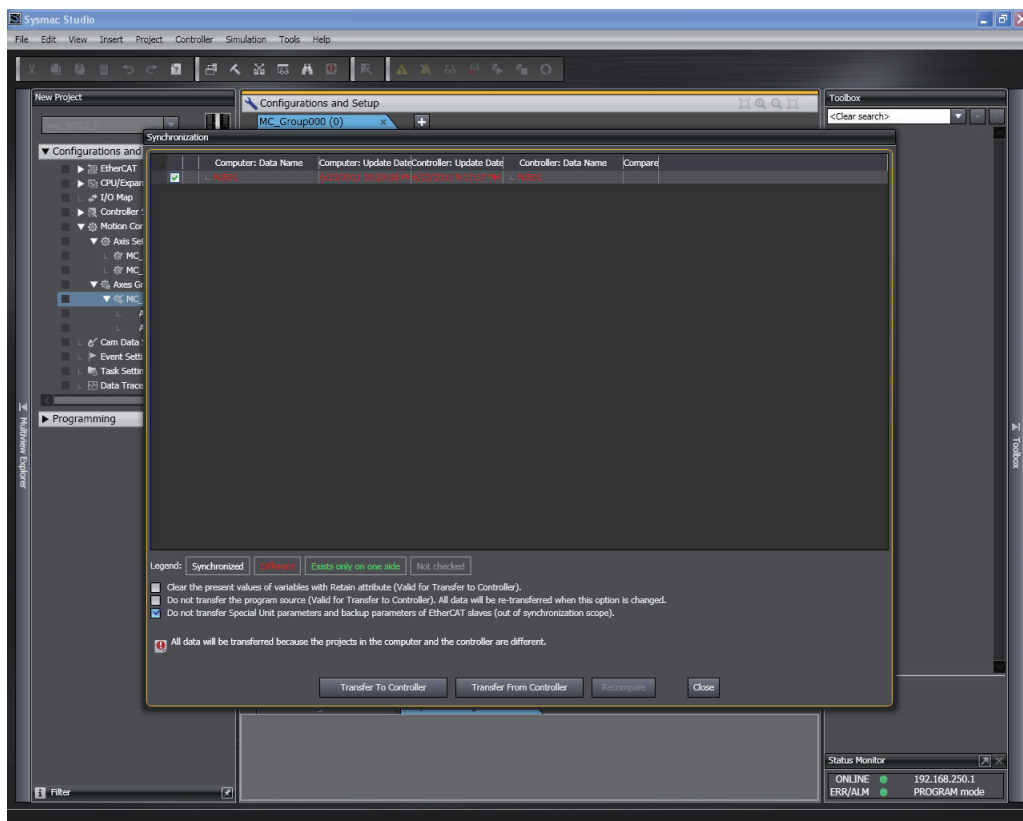 Sysmac Studio
File Edit View Insert Project Controller Simulation Tools Help
New Project
Configurations and Setup
Toolbox
new_NJ501_0
MC_Group000 (0)
<Clear search>
Synchronization
Configurations and
EtherCAT
CPU/Expan
I/O Map
Controller S
Motion Con
Axis Set
MC_
MC_
Axes Gr
MC_
A
A
Cam Data S
Event Setti
Task Settin
Data Trace
Programming
Computer: Data Name Computer: Update Date Controller: Update Date Controller: Data Name Compare
Legend: Synchronized Different Exists only on one side Not checked
Clear the present values of variables with Retain attribute (Valid for Transfer to Controller).
Do not transfer the program source (Valid for Transfer to Controller). All data will be re-transferred when this option is changed.
Do not transfer Special Unit parameters and backup parameters of EtherCAT slaves (out of synchronization scope).
All data will be transferred because the projects in the computer and the controller are different.
Transfer To Controller Transfer From Controller Recompare Close
Multiview Explorer
Toolbox
Filter
Status Monitor
ONLINE 192.168.250.1
ERR/ALM PROGRAM mode